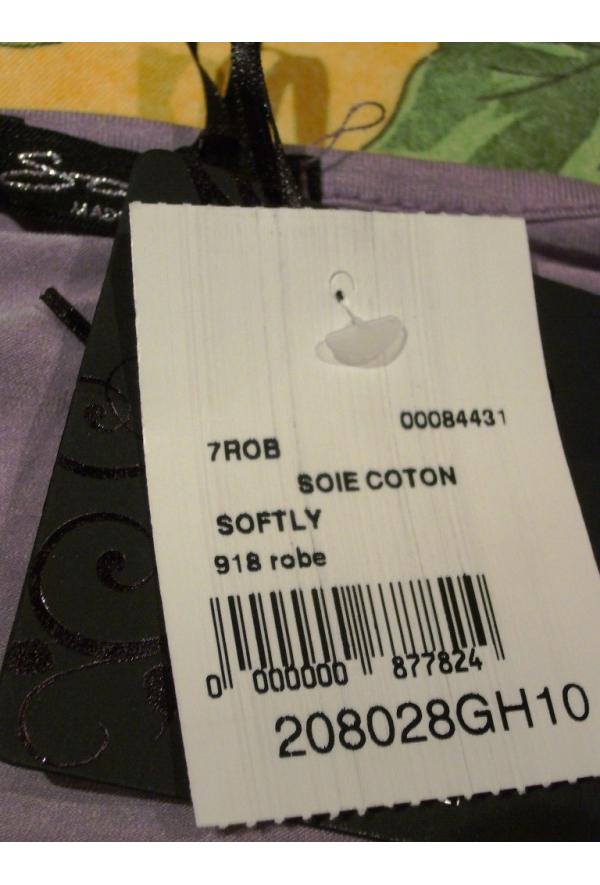 00084431
7ROB
SOIE COTON
SOFTLY
918 robe
0 000000 877824
208028GH10